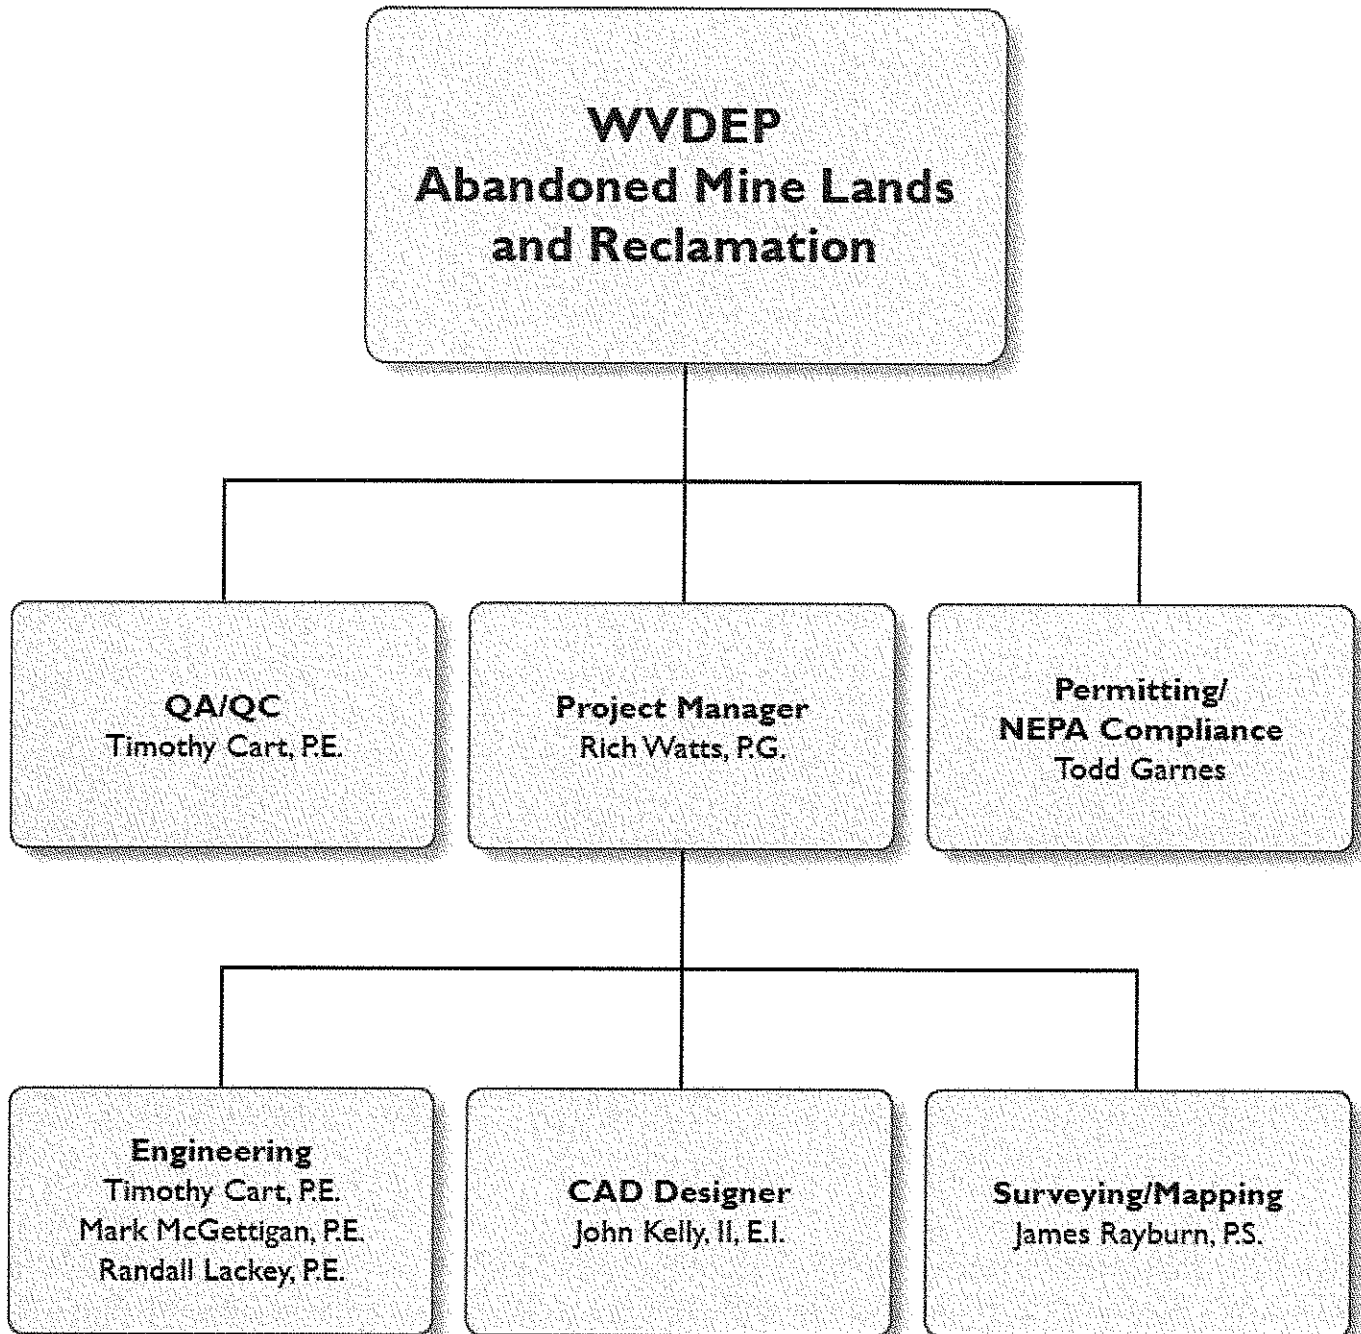 WVDEP
Abandoned Mine Lands
and Reclamation
QA/QC
Timothy Cart, P.E.
Project Manager
Rich Watts, P.G.
Permitting/
NEPA Compliance
Todd Garnes
Engineering
Timothy Cart, P.E.
Mark McGettigan, P.E.
Randall Lackey, P.E.
CAD Designer
John Kelly, II, E.I.
Surveying/Mapping
James Rayburn, P.S.